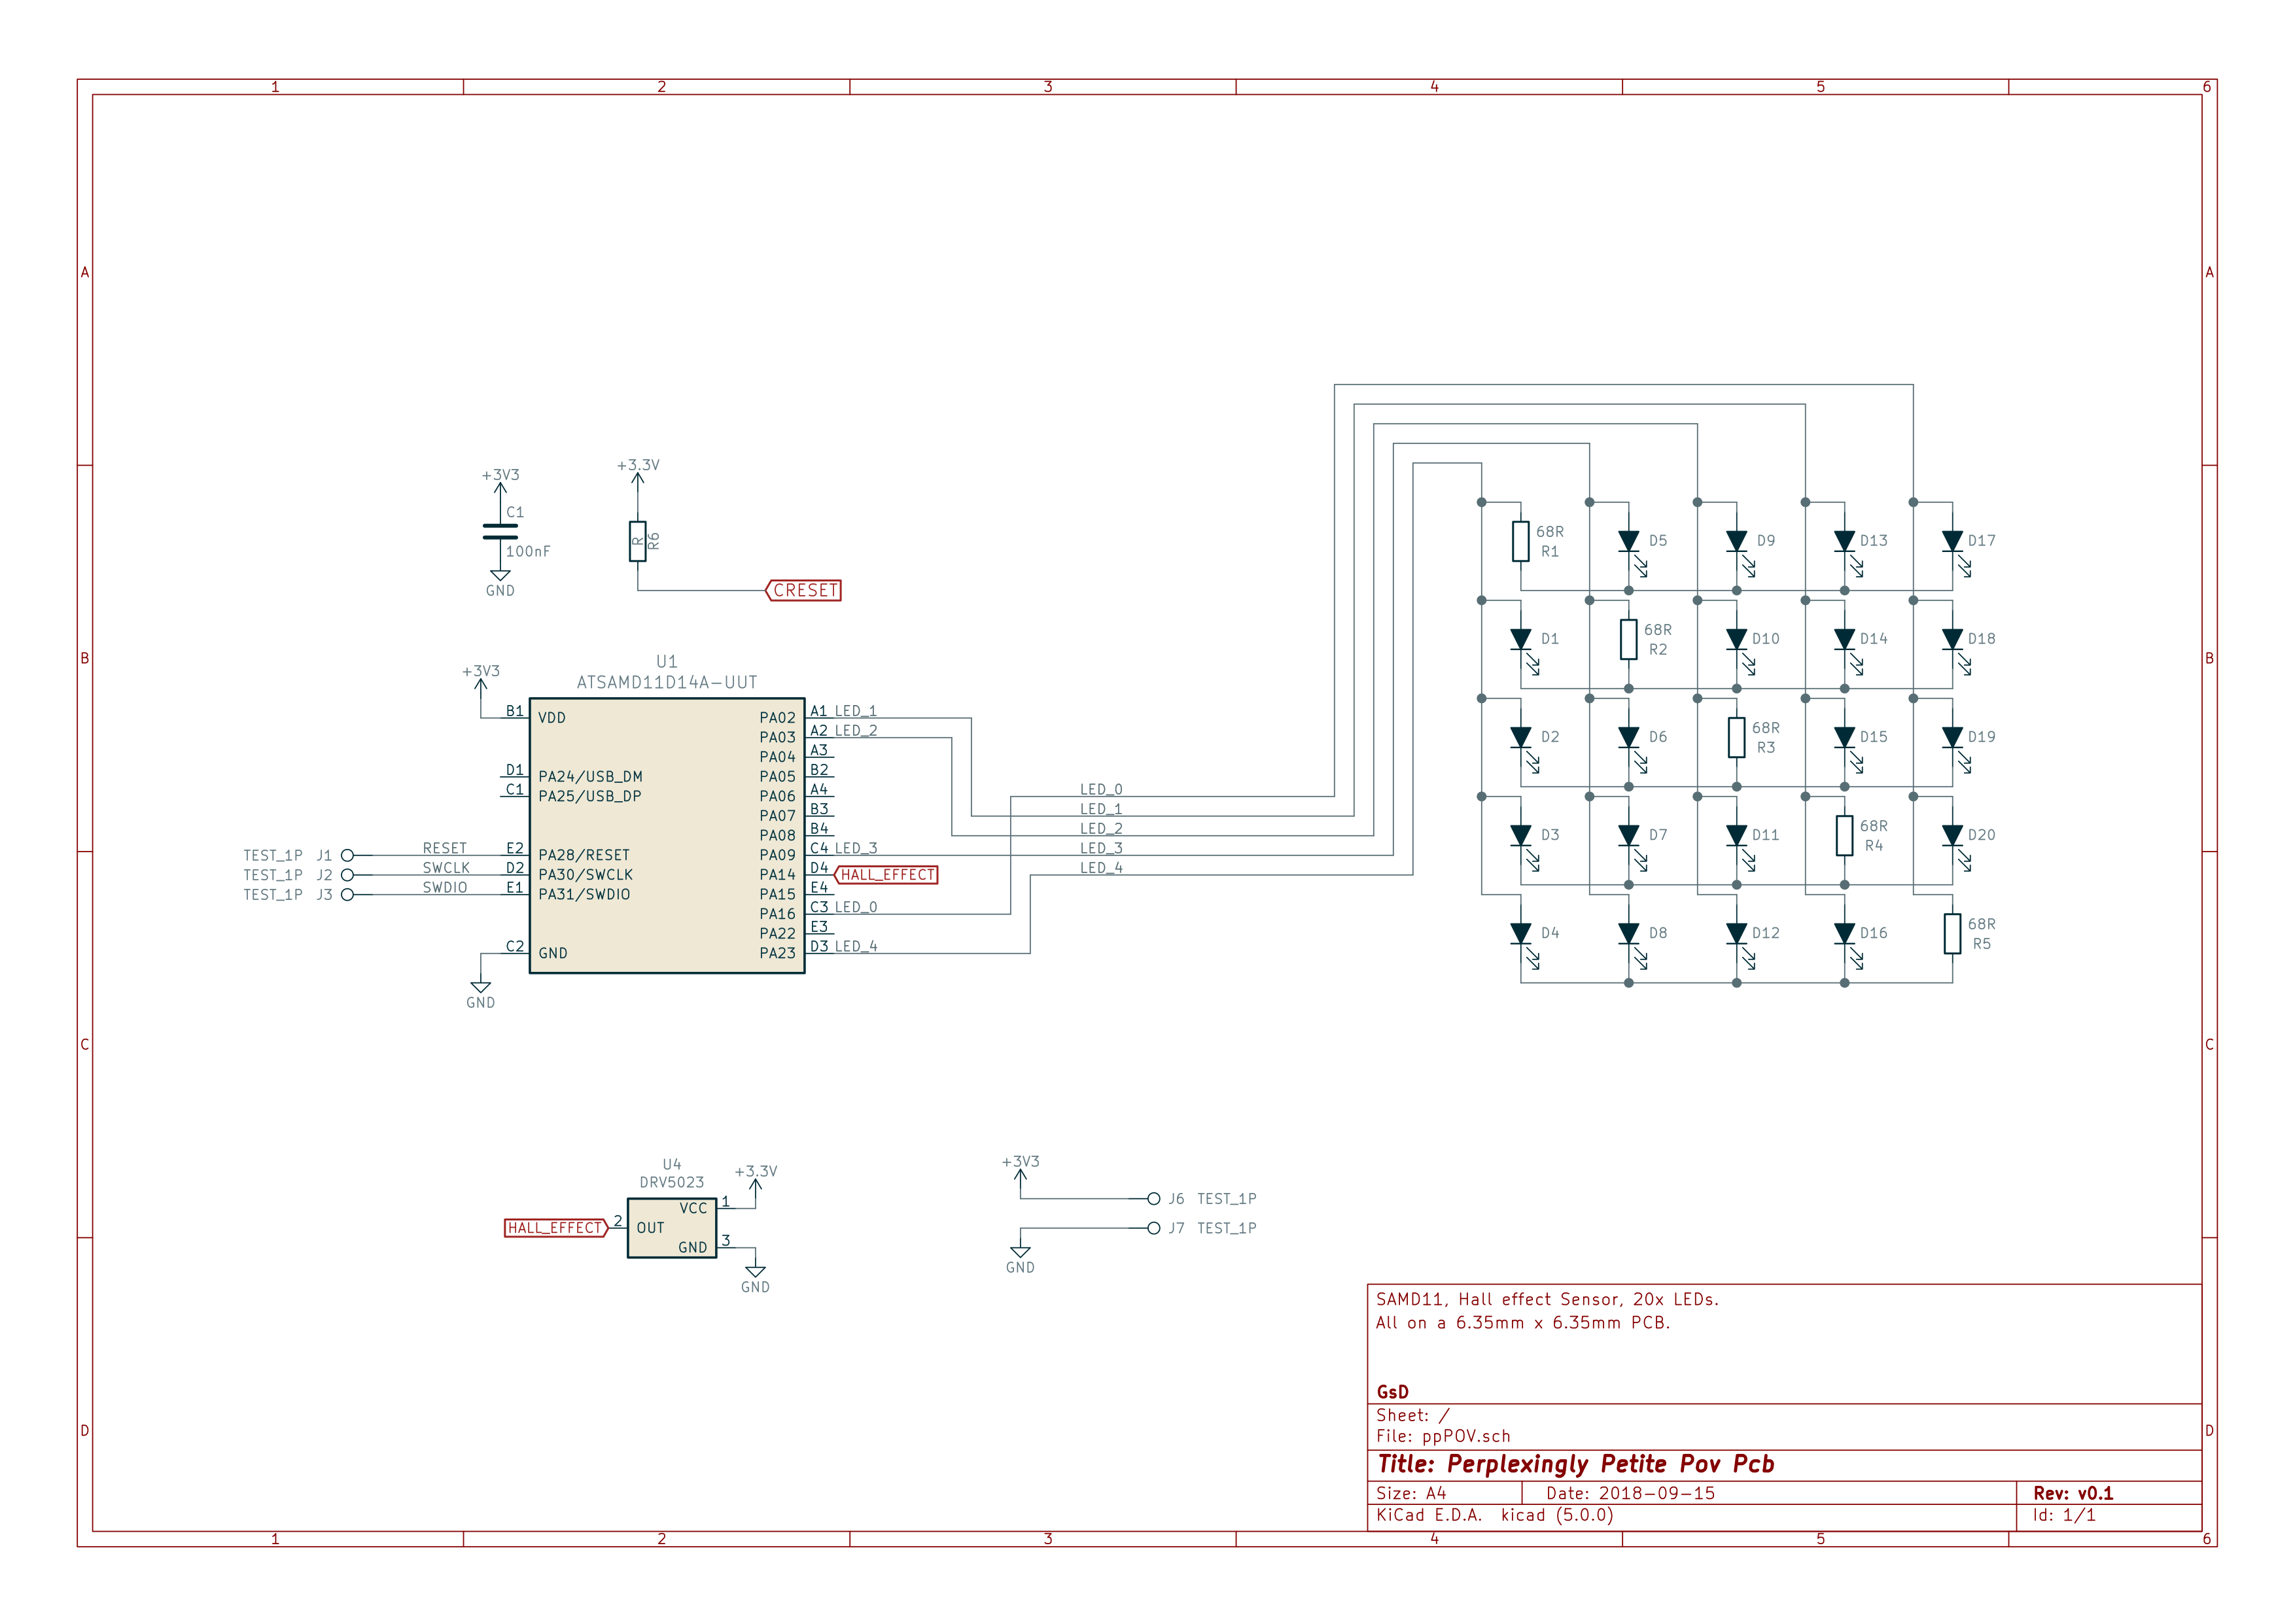 1 2 3 4 5 6
A A
+3.3V
+3V3
C1
R R6
68R
R1
D5
D9
D13
D17
100nF
GND
CRESET
D1
68R
R2
D10
D14
D18
U1
ATSAMD11D14A-UUT
+3V3
B B
B1 VDD
D1 PA24/USB_DM
C1 PA25/USB_DP
E2 PA28/RESET
D2 PA30/SWCLK
E1 PA31/SWDIO
C2 GND
GND
TEST_1P J1 RESET
TEST_1P J2 SWCLK
TEST_1P J3 SWDIO
PA02 A1 LED_1
PA03 A2 LED_2
PA04 A3
PA05 B2
PA06 A4
PA07 B3
PA08 B4
PA09 C4 LED_3
PA14 D4 HALL_EFFECT
PA15 E4
PA16 C3 LED_0
PA22 E3
PA23 D3 LED_4
LED_0
LED_1
LED_2
LED_3
LED_4
D2
D6
68R
R3
D15
D19
D3
D7
D11
68R
R4
D20
D4
D8
D12
D16
68R
R5
C C
U4
DRV5023
+3.3V
VCC 1
HALL_EFFECT 2 OUT
GND 3
GND
+3V3
J6 TEST_1P
J7 TEST_1P
GND
SAMD11, Hall effect Sensor, 20x LEDs.
All on a 6.35mm x 6.35mm PCB.
GsD
Sheet: /
File: ppPOV.sch
D D
Title: Perplexingly Petite Pov Pcb
Size: A4 Date: 2018-09-15 Rev: v0.1
KiCad E.D.A. kicad (5.0.0) Id: 1/1
1 2 3 4 5 6